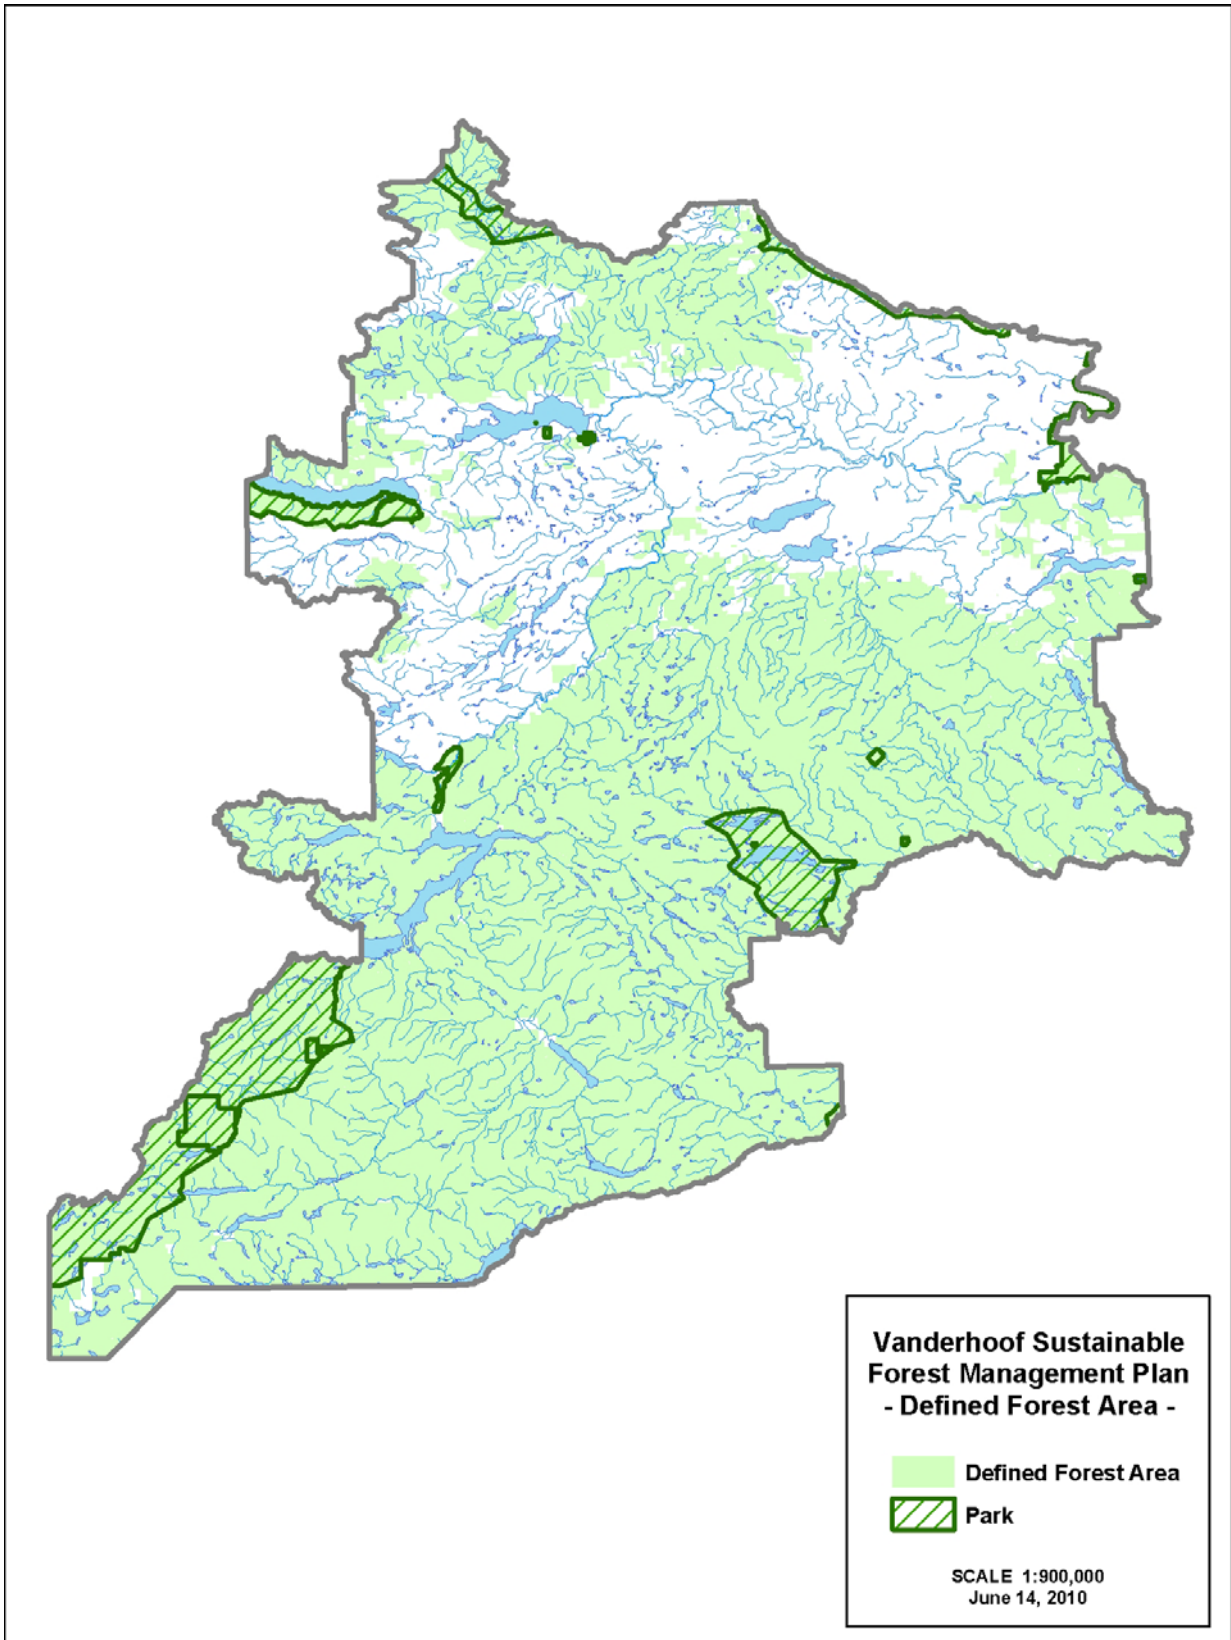 Vanderhoof Sustainable
Forest Management Plan
- Defined Forest Area -
Defined Forest Area
Park
SCALE 1:900,000
June 14, 2010